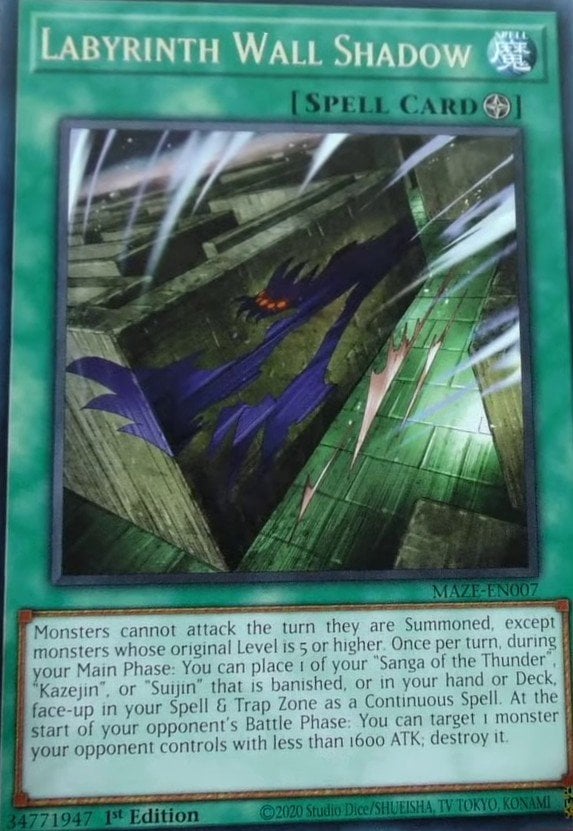 LABYRINTH WALL SHADOW
SPELL
魔
[SPELL CARD]
MAZE-EN007
Monsters cannot attack the turn they are Summoned, except
monsters whose original Level is 5 or higher. Once per turn, during
your Main Phase: You can place 1 of your "Sanga of the Thunder",
"Kazejin", or "Suijin" that is banished, or in your hand or Deck,
face-up in your Spell & Trap Zone as a Continuous Spell. At the
start of your opponent's Battle Phase: You can target 1 monster
your opponent controls with less than 1600 ATK; destroy it.
34771947 1st Edition
©2020 Studio Dice/SHUEISHA, TV TOKYO, KONAMI